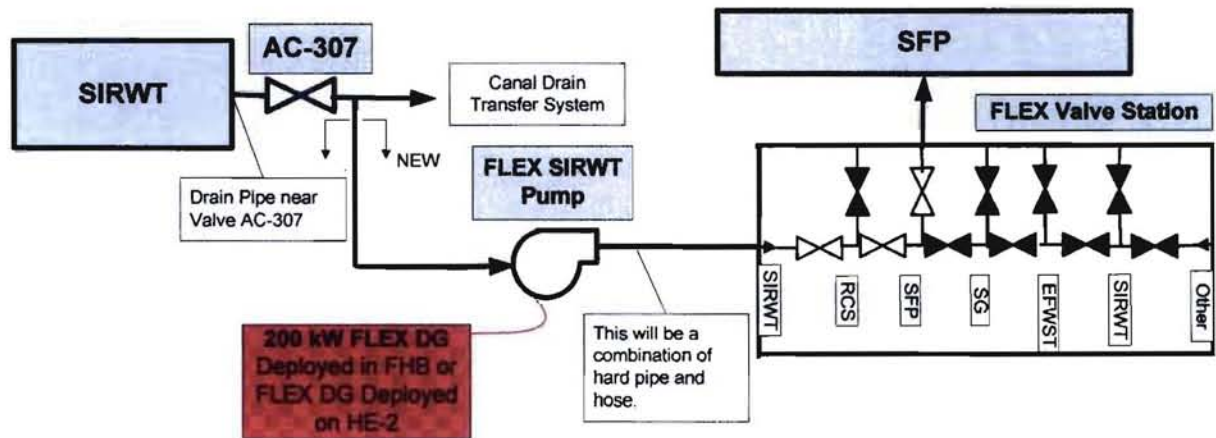 SIRWT
AC-307
Canal Drain
Transfer System
SFP
FLEX Valve Station
NEW
Drain Pipe near
Valve AC-307
FLEX SIRWT
Pump
200 kW FLEX DG
Deployed in FHB or
FLEX DG Deployed
on HE-2
This will be a
combination of
hard pipe and
hose.
SIRWT
RCS
SFP
SG
EFWST
SIRWT
Other